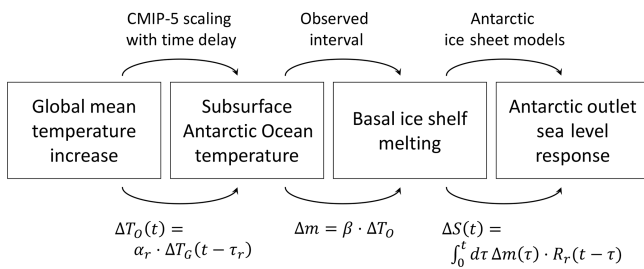 CMIP-5 scaling
with time delay
Observed
interval
Antarctic
ice sheet models
Global mean
temperature
increase
Subsurface
Antarctic Ocean
temperature
Basal ice shelf
melting
Antarctic outlet
sea level
response
ΔT_O(t) =
α_r · ΔT_G(t − τ_r)
Δm = β · ΔT_O
ΔS(t) =
∫_0^t dτ Δm(τ) · R_r(t − τ)